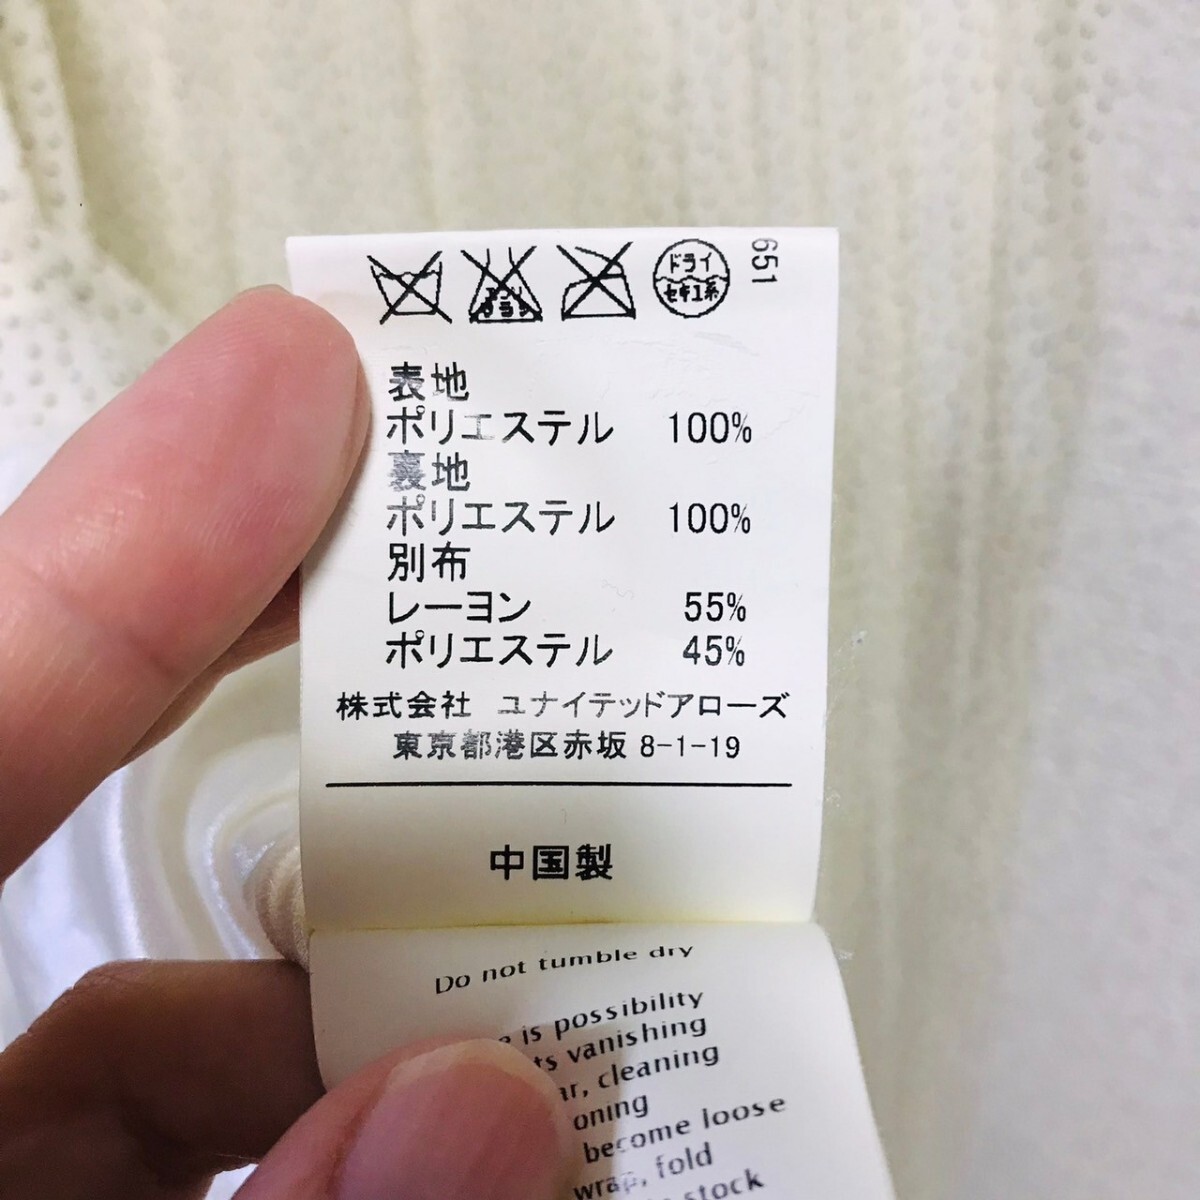 ドライ
セキユ系
651
表地
ポリエステル 100%
裏地
ポリエステル 100%
別布
レーヨン 55%
ポリエステル 45%
株式会社 ユナイテッドアローズ
東京都港区赤坂 8-1-19
中国製
Do not tumble dry
is possibility
vanishing
cleaning
become loose
wrap, fold
stock